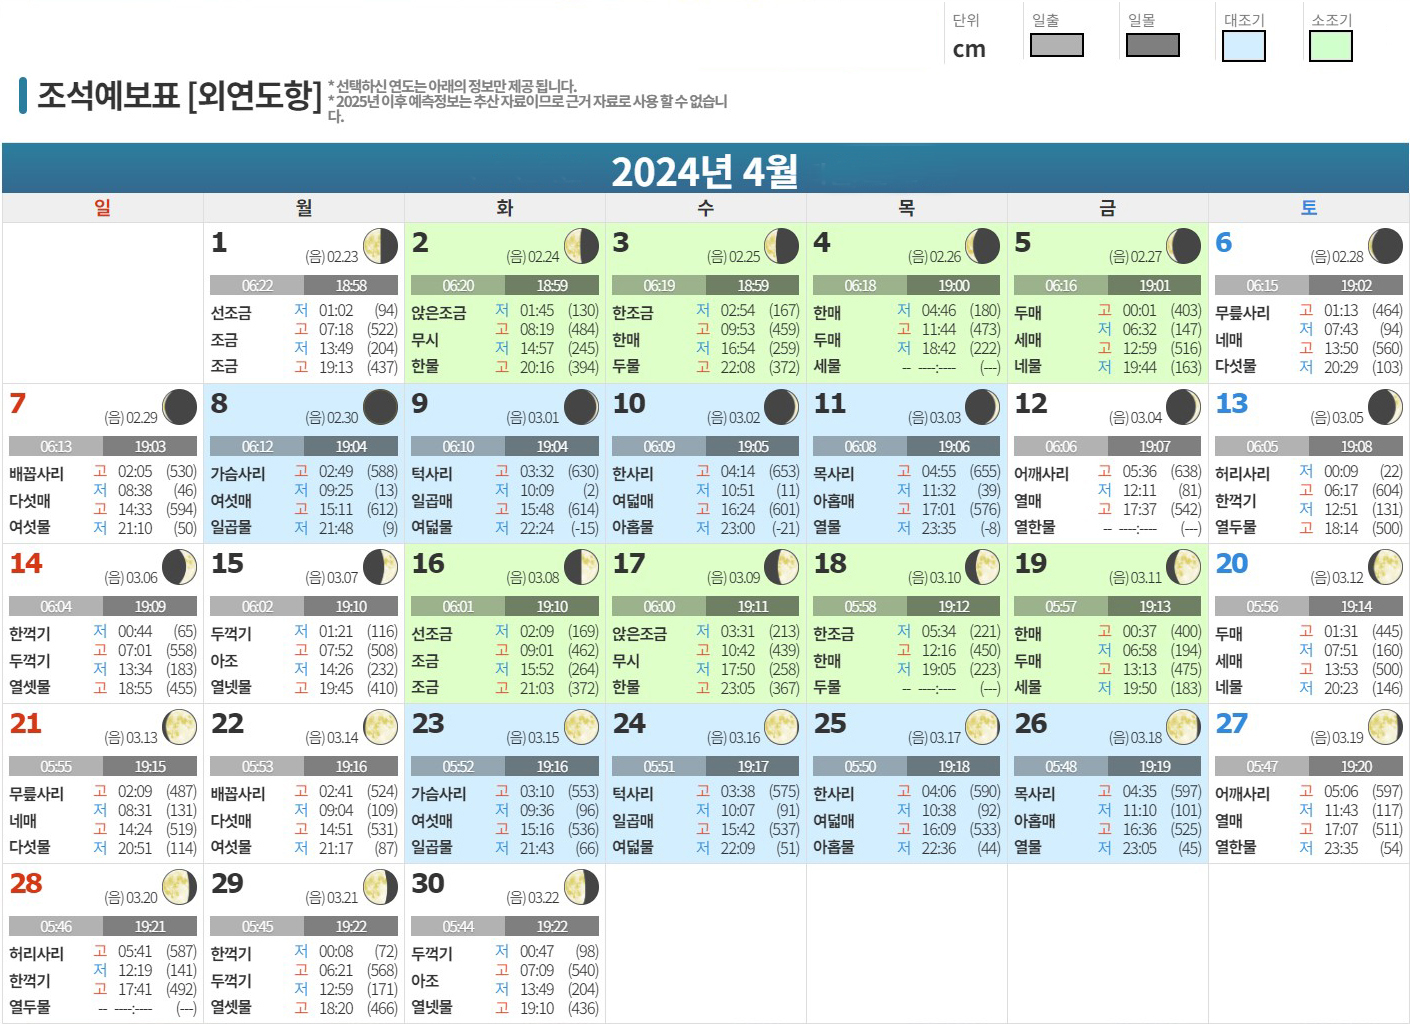 단위 일출 일몰 대조기 소조기
cm
조석예보표 [외연도항]
* 선택하신 연도는 아래의 정보만 제공 됩니다.
* 2025년 이후 예측정보는 추산 자료이므로 근거 자료로 사용 할 수 없습니
다.
2024년 4월
일 월 화 수 목 금 토
1 (음) 02.23 2 (음) 02.24 3 (음) 02.25 4 (음) 02.26 5 (음) 02.27 6 (음) 02.28
06:22 18:58 06:20 18:59 06:19 18:59 06:18 19:00 06:16 19:01 06:15 19:02
선조금 저 01:02 (94) 앉은조금 저 01:45 (130) 한조금 저 02:54 (167) 한매 저 04:46 (180) 두매 고 00:01 (403) 무릎사리 고 01:13 (464)
고 07:18 (522) 고 08:19 (484) 고 09:53 (459) 고 11:44 (473) 저 06:32 (147) 저 07:43 (94)
조금 저 13:49 (204) 무시 저 14:57 (245) 한매 저 16:54 (259) 두매 저 18:42 (222) 세매 고 12:59 (516) 네매 고 13:50 (560)
조금 고 19:13 (437) 한물 고 20:16 (394) 두물 고 22:08 (372) 세물 -- ----:---- (---) 네물 저 19:44 (163) 다섯물 저 20:29 (103)
7 (음) 02.29 8 (음) 02.30 9 (음) 03.01 10 (음) 03.02 11 (음) 03.03 12 (음) 03.04 13 (음) 03.05
06:13 19:03 06:12 19:04 06:10 19:04 06:09 19:05 06:08 19:06 06:06 19:07 06:05 19:08
배꼽사리 고 02:05 (530) 가슴사리 고 02:49 (588) 턱사리 고 03:32 (630) 한사리 고 04:14 (653) 목사리 고 04:55 (655) 어깨사리 고 05:36 (638) 허리사리 저 00:09 (22)
저 08:38 (46) 저 09:25 (13) 저 10:09 (2) 저 10:51 (11) 저 11:32 (39) 저 12:11 (81) 고 06:17 (604)
다섯매 고 14:33 (594) 여섯매 고 15:11 (612) 일곱매 고 15:48 (614) 여덟매 고 16:24 (601) 아홉매 고 17:01 (576) 열매 고 17:37 (542) 한꺽기 저 12:51 (131)
여섯물 저 21:10 (50) 일곱물 저 21:48 (9) 여덟물 저 22:24 (-15) 아홉물 저 23:00 (-21) 열물 저 23:35 (-8) 열한물 -- ----:---- (---) 열두물 고 18:14 (500)
14 (음) 03.06 15 (음) 03.07 16 (음) 03.08 17 (음) 03.09 18 (음) 03.10 19 (음) 03.11 20 (음) 03.12
06:04 19:09 06:02 19:10 06:01 19:10 06:00 19:11 05:58 19:12 05:57 19:13 05:56 19:14
한꺽기 저 00:44 (65) 두꺽기 저 01:21 (116) 선조금 저 02:09 (169) 앉은조금 저 03:31 (213) 한조금 저 05:34 (221) 한매 고 00:37 (400) 두매 고 01:31 (445)
고 07:01 (558) 고 07:52 (508) 고 09:01 (462) 고 10:42 (439) 고 12:16 (450) 저 06:58 (194) 저 07:51 (160)
두꺽기 저 13:34 (183) 아조 저 14:26 (232) 조금 저 15:52 (264) 무시 저 17:50 (258) 한매 저 19:05 (223) 두매 고 13:13 (475) 세매 고 13:53 (500)
열셋물 고 18:55 (455) 열넷물 고 19:45 (410) 조금 고 21:03 (372) 한물 고 23:05 (367) 두물 -- ----:---- (---) 세물 저 19:50 (183) 네물 저 20:23 (146)
21 (음) 03.13 22 (음) 03.14 23 (음) 03.15 24 (음) 03.16 25 (음) 03.17 26 (음) 03.18 27 (음) 03.19
05:55 19:15 05:53 19:16 05:52 19:16 05:51 19:17 05:50 19:18 05:48 19:19 05:47 19:20
무릎사리 고 02:09 (487) 배꼽사리 고 02:41 (524) 가슴사리 고 03:10 (553) 턱사리 고 03:38 (575) 한사리 고 04:06 (590) 목사리 고 04:35 (597) 어깨사리 고 05:06 (597)
저 08:31 (131) 저 09:04 (109) 저 09:36 (96) 저 10:07 (91) 저 10:38 (92) 저 11:10 (101) 저 11:43 (117)
네매 고 14:24 (519) 다섯매 고 14:51 (531) 여섯매 고 15:16 (536) 일곱매 고 15:42 (537) 여덟매 고 16:09 (533) 아홉매 고 16:36 (525) 열매 고 17:07 (511)
다섯물 저 20:51 (114) 여섯물 저 21:17 (87) 일곱물 저 21:43 (66) 여덟물 저 22:09 (51) 아홉물 저 22:36 (44) 열물 저 23:05 (45) 열한물 저 23:35 (54)
28 (음) 03.20 29 (음) 03.21 30 (음) 03.22
05:46 19:21 05:45 19:22 05:44 19:22
허리사리 고 05:41 (587) 한꺽기 저 00:08 (72) 두꺽기 저 00:47 (98)
저 12:19 (141) 고 06:21 (568) 고 07:09 (540)
한꺽기 고 17:41 (492) 두꺽기 저 12:59 (171) 아조 저 13:49 (204)
열두물 -- ----:---- (---) 열셋물 고 18:20 (466) 열넷물 고 19:10 (436)